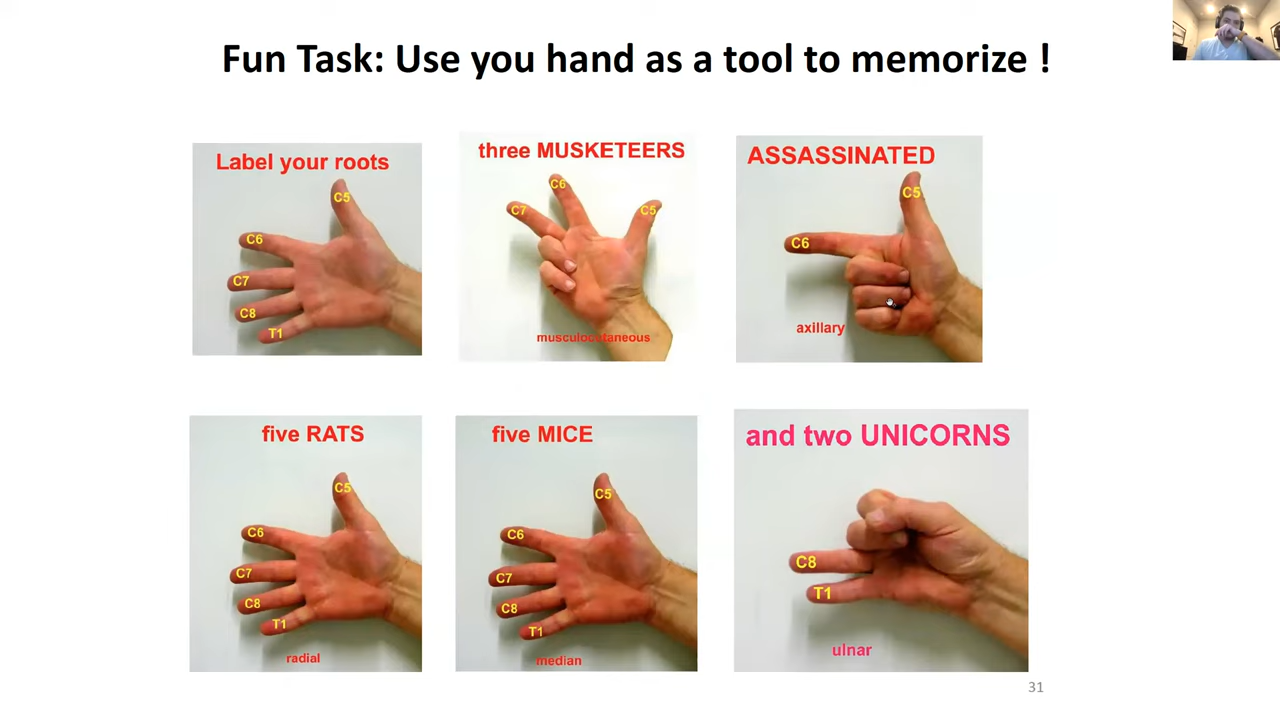 Fun Task: Use you hand as a tool to memorize !
Label your roots
C5
C6
C7
C8
T1
three MUSKETEERS
C6
C7
C5
musculocutaneous
ASSASSINATED
C5
C6
axillary
five RATS
C5
C6
C7
C8
T1
radial
five MICE
C5
C6
C7
C8
T1
median
and two UNICORNS
C8
T1
ulnar
31